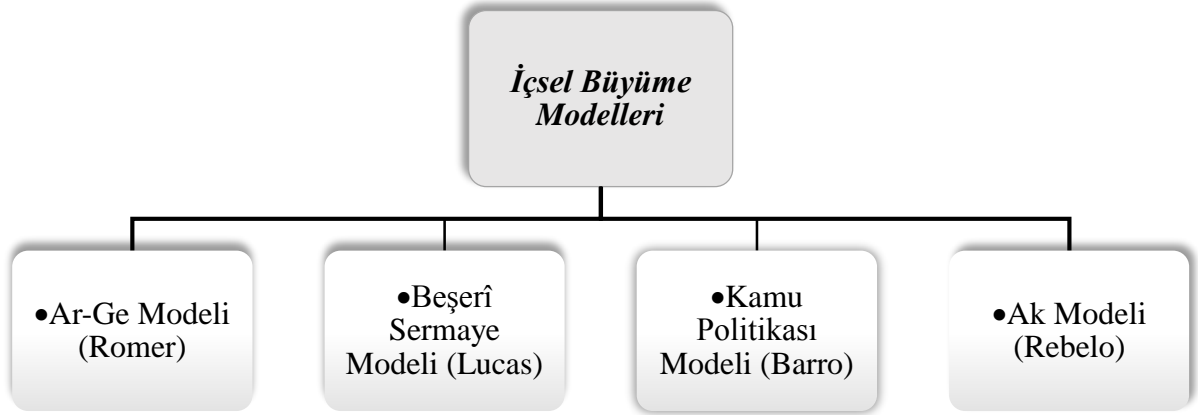 İçsel Büyüme
Modelleri
•Ar-Ge Modeli
(Romer)
•Beşerî
Sermaye
Modeli (Lucas)
•Kamu
Politikası
Modeli (Barro)
•Ak Modeli
(Rebelo)